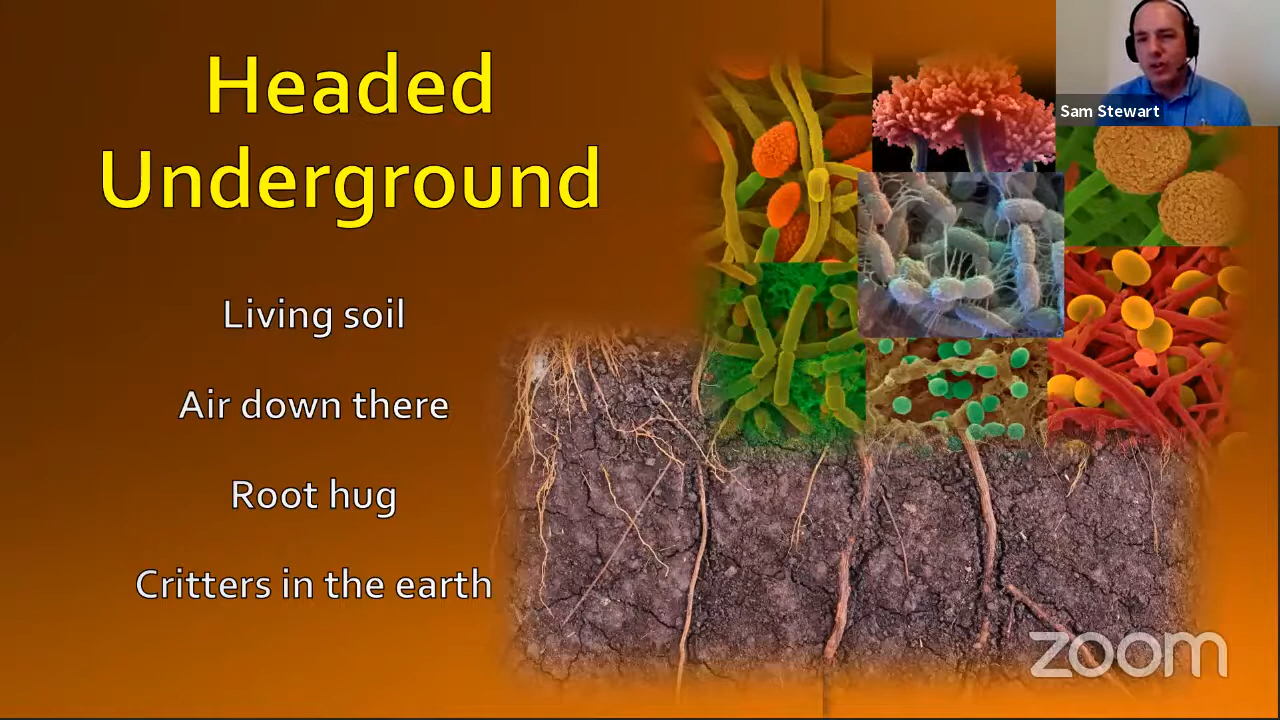 Headed
Underground
Living soil
Air down there
Root hug
Critters in the earth
Sam Stewart
zoom